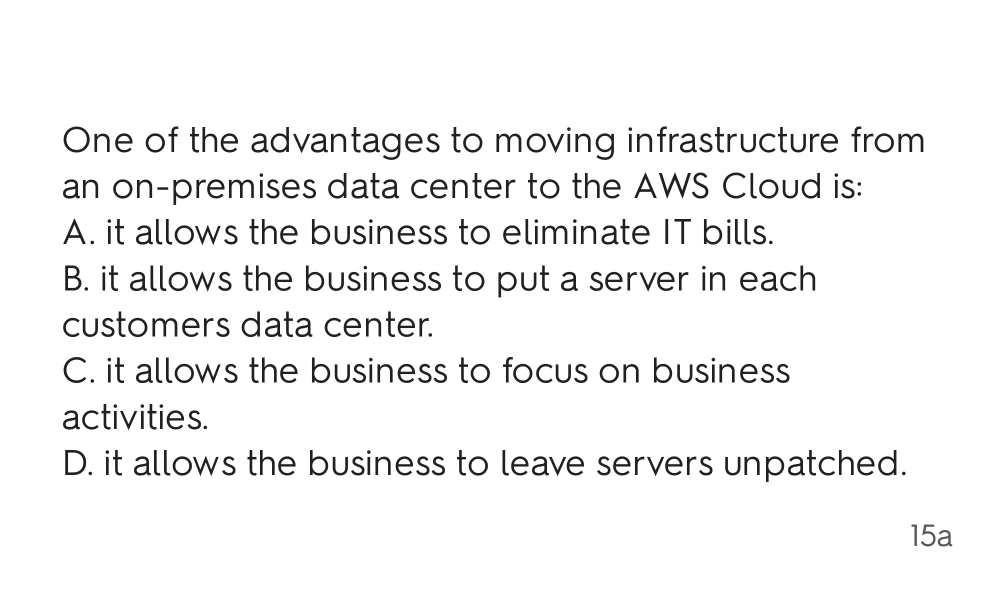 One of the advantages to moving infrastructure from
an on-premises data center to the AWS Cloud is:
A. it allows the business to eliminate IT bills.
B. it allows the business to put a server in each
customers data center.
C. it allows the business to focus on business
activities.
D. it allows the business to leave servers unpatched.
15a